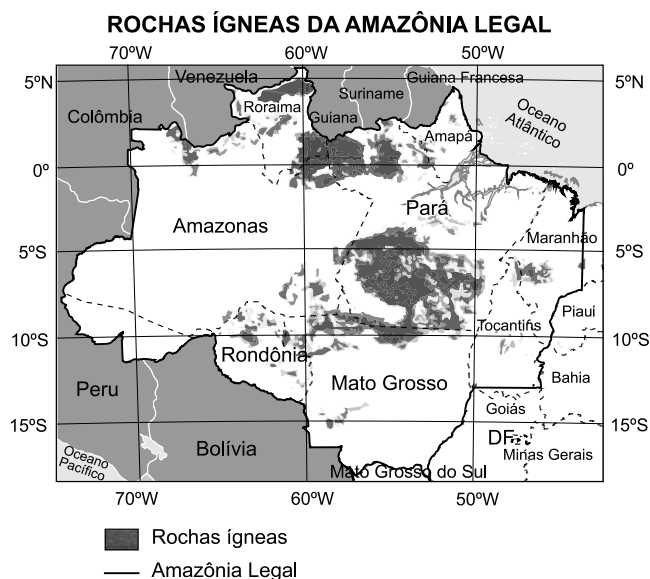 ROCHAS ÍGNEAS DA AMAZÔNIA LEGAL
70ºW 60ºW 50ºW
5ºN Venezuela Guiana Francesa 5ºN
Colômbia Roraima Suriname
Guiana Amapá Oceano
Atlântico
0º 0º
Pará
Amazonas
Maranhão
5ºS 5ºS
Tocantins Piauí
10ºS 10ºS
Rondônia
Peru Mato Grosso Bahia
Goiás
15ºS 15ºS
Bolívia DF
Oceano
Pacífico
Minas Gerais
Mato Grosso do Sul
70ºW 60ºW 50ºW
Rochas ígneas
Amazônia Legal